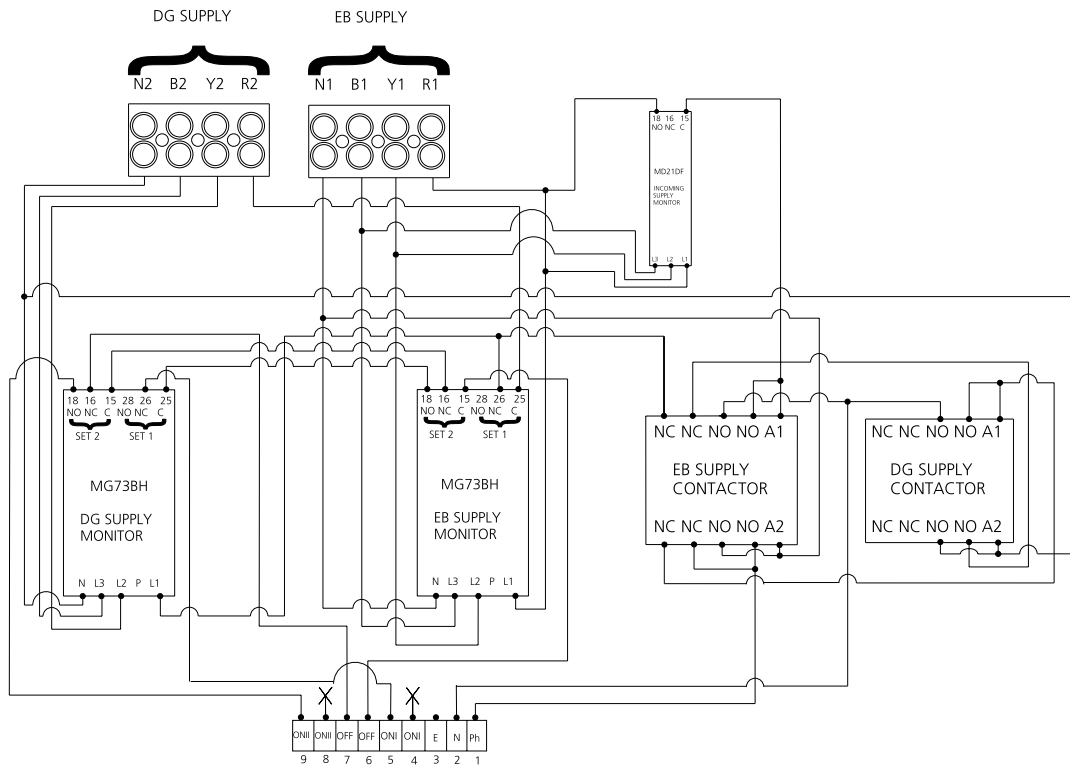 DG SUPPLY
EB SUPPLY
N2 B2 Y2 R2
N1 B1 Y1 R1
18 16 15
NO NC C
MD21DF
INCOMING
SUPPLY
MONITOR
L3 L2 L1
18 16 15 28 26 25
NO NC C NO NC C
SET 2 SET 1
MG73BH
DG SUPPLY
MONITOR
N L3 L2 P L1
18 16 15 28 26 25
NO NC C NO NC C
SET 2 SET 1
MG73BH
EB SUPPLY
MONITOR
N L3 L2 P L1
NC NC NO NO A1
EB SUPPLY
CONTACTOR
NC NC NO NO A2
NC NC NO NO A1
DG SUPPLY
CONTACTOR
NC NC NO NO A2
ONII ONII OFF OFF ONI ONI E N Ph
9 8 7 6 5 4 3 2 1